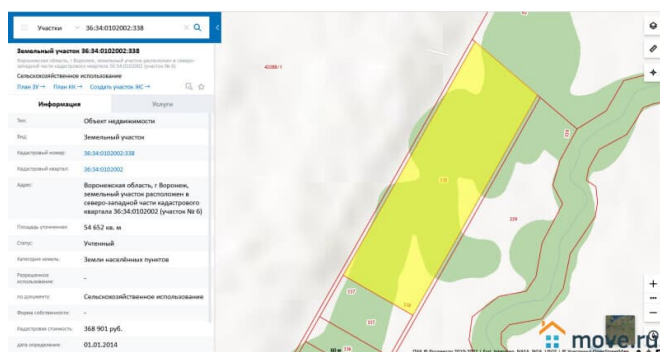 Участки
36:34:0102002:338
Земельный участок 36:34:0102002:338
Воронежская область, г Воронеж, земельный участок расположен в северо-
западной части кадастрового квартала 36:34:0102002 (участок № 6)
Сельскохозяйственное использование
План ЗУ → План КК → Создать участок ЖС →
Информация
Услуги
Тип: Объект недвижимости
Вид: Земельный участок
Кадастровый номер: 36:34:0102002:338
Кадастровый квартал: 36:34:0102002
Адрес: Воронежская область, г Воронеж,
земельный участок расположен в
северо-западной части кадастрового
квартала 36:34:0102002 (участок № 6)
Площадь уточненная: 54 652 кв. м
Статус: Учтенный
Категория земель: Земли населённых пунктов
Разрешенное
использование: -
по документу: Сельскохозяйственное использование
Форма собственности: -
Кадастровая стоимость: 368 901 руб.
дата определения: 01.01.2014
339
337
337
338
move.ru